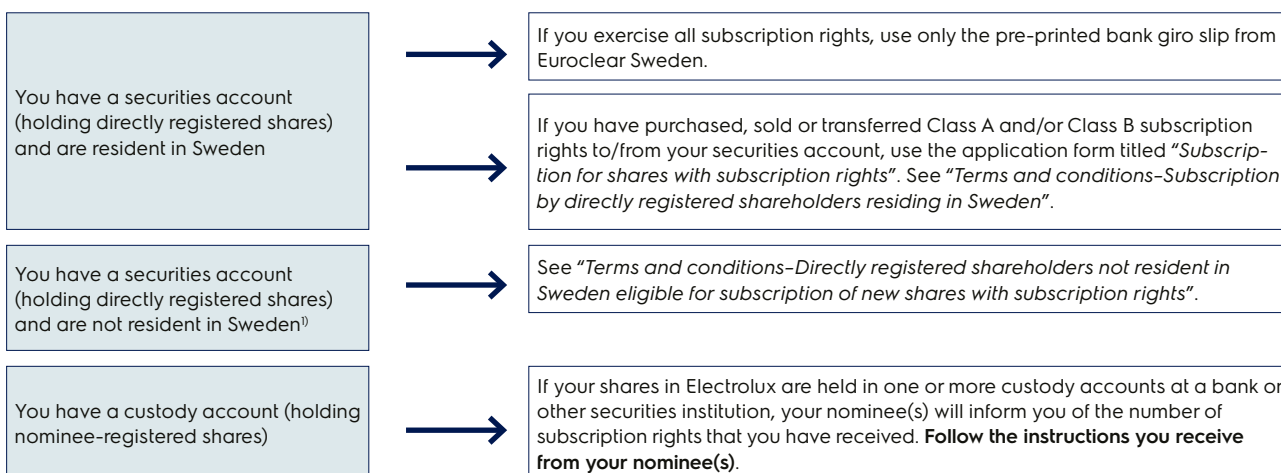 You have a securities account
(holding directly registered shares)
and are resident in Sweden
If you exercise all subscription rights, use only the pre-printed bank giro slip from
Euroclear Sweden.
If you have purchased, sold or transferred Class A and/or Class B subscription
rights to/from your securities account, use the application form titled “Subscrip-
tion for shares with subscription rights”. See “Terms and conditions–Subscription
by directly registered shareholders residing in Sweden”.
You have a securities account
(holding directly registered shares)
and are not resident in Sweden1)
See “Terms and conditions–Directly registered shareholders not resident in
Sweden eligible for subscription of new shares with subscription rights”.
You have a custody account (holding
nominee-registered shares)
If your shares in Electrolux are held in one or more custody accounts at a bank or
other securities institution, your nominee(s) will inform you of the number of
subscription rights that you have received. Follow the instructions you receive
from your nominee(s).